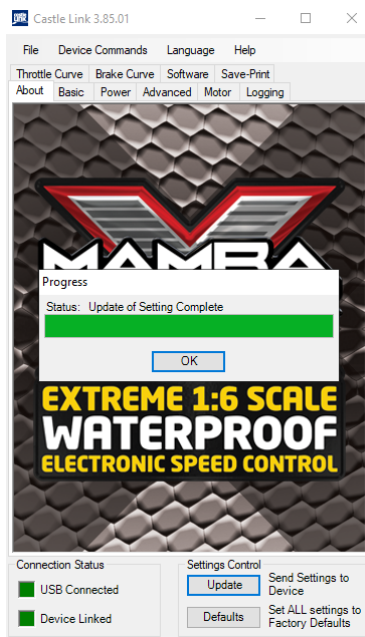 Castle Link 3.85.01
File Device Commands Language Help
Throttle Curve Brake Curve Software Save-Print
About Basic Power Advanced Motor Logging
MAMBA
Progress
Status: Update of Setting Complete
OK
EXTREME 1:6 SCALE
WATERPROOF
ELECTRONIC SPEED CONTROL
Connection Status
USB Connected
Device Linked
Settings Control
Update Send Settings to
Device
Defaults Set ALL settings to
Factory Defaults